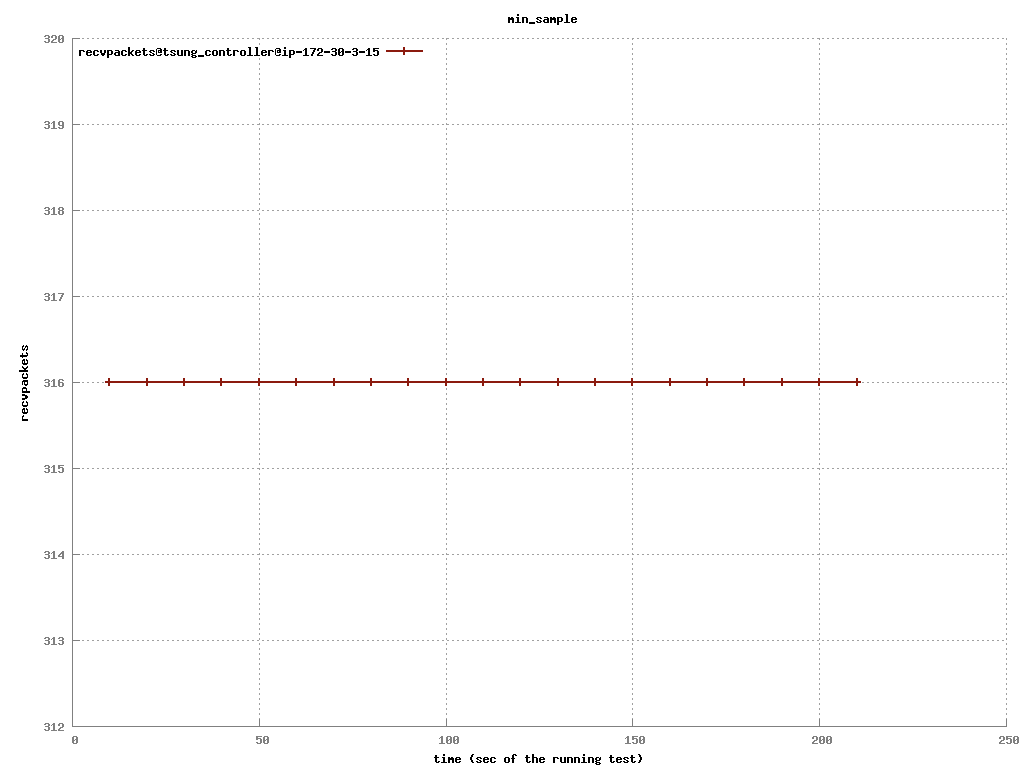 min_sample
recvpackets@tsung_controller@ip-172-30-3-15
320
319
318
317
316
315
314
313
312
recvpackets
0 50 100 150 200 250
time (sec of the running test)